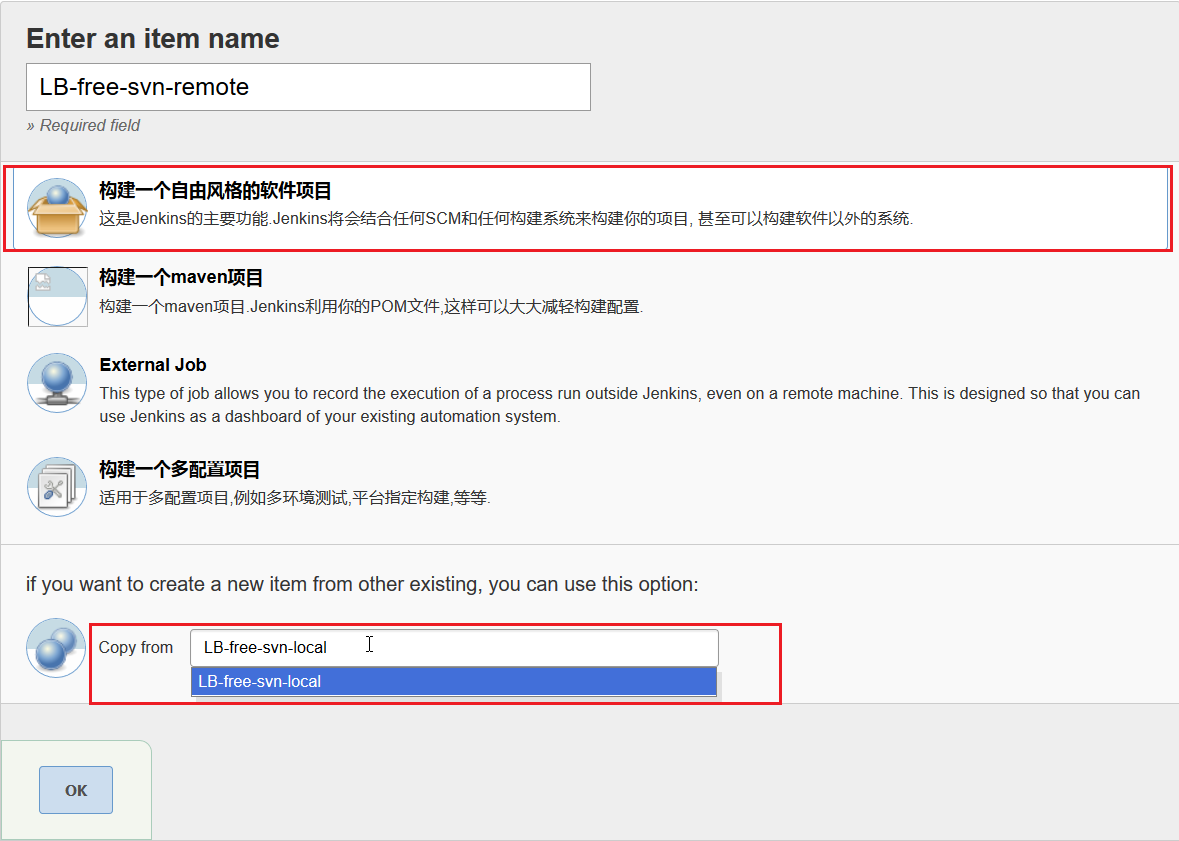 Enter an item name
LB-free-svn-remote
» Required field
构建一个自由风格的软件项目
这是Jenkins的主要功能.Jenkins将会结合任何SCM和任何构建系统来构建你的项目, 甚至可以构建软件以外的系统.
构建一个maven项目
构建一个maven项目.Jenkins利用你的POM文件,这样可以大大减轻构建配置.
External Job
This type of job allows you to record the execution of a process run outside Jenkins, even on a remote machine. This is designed so that you can
use Jenkins as a dashboard of your existing automation system.
构建一个多配置项目
适用于多配置项目,例如多环境测试,平台指定构建,等等.
if you want to create a new item from other existing, you can use this option:
Copy from LB-free-svn-local
LB-free-svn-local
OK